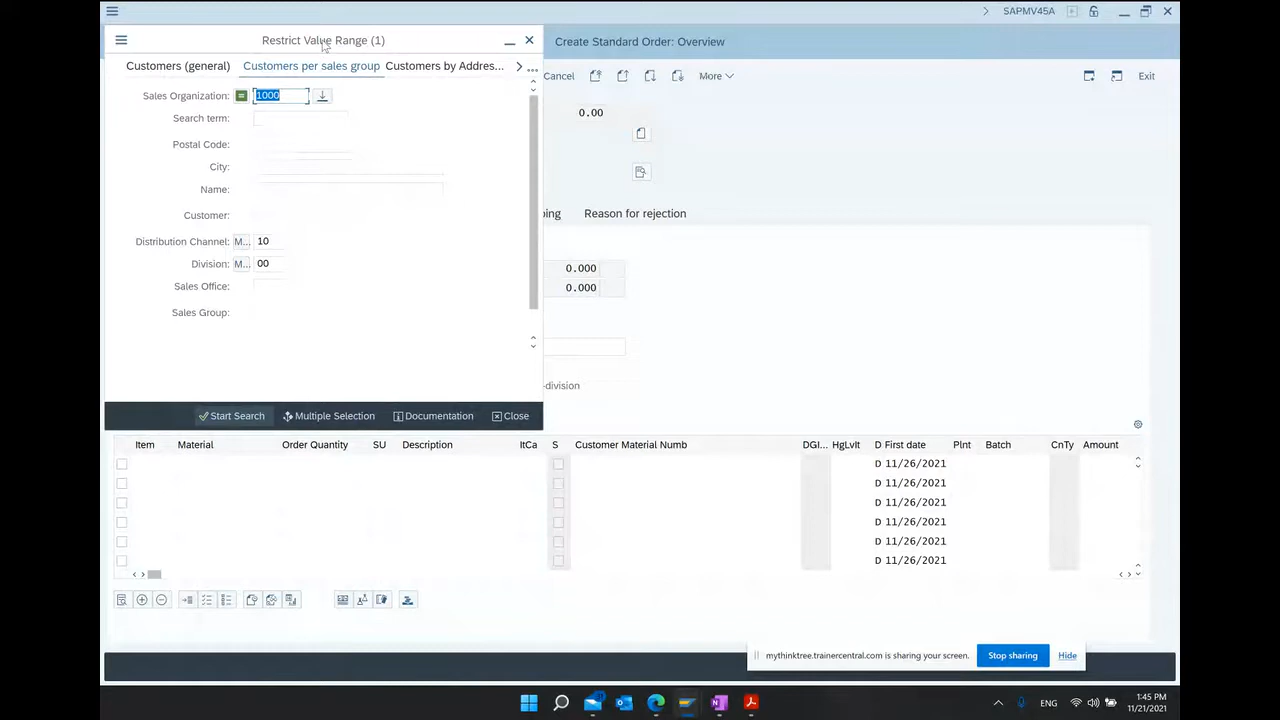 SAPMV45A
Restrict Value Range (1)
Create Standard Order: Overview
Customers (general) Customers per sales group Customers by Addres...
Cancel More Exit
Sales Organization: 1000
Search term:
0.00
Postal Code:
City:
Name:
Customer:
ping Reason for rejection
Distribution Channel: M... 10
Division: M... 00
0.000
Sales Office:
0.000
Sales Group:
-division
Start Search Multiple Selection Documentation Close
Item Material Order Quantity SU Description ItCa S Customer Material Numb DGI... HgLvIt D First date Plnt Batch CnTy Amount
D 11/26/2021
D 11/26/2021
D 11/26/2021
D 11/26/2021
D 11/26/2021
D 11/26/2021
mythinktree.trainercentral.com is sharing your screen. Stop sharing Hide
ENG
1:45 PM
11/21/2021